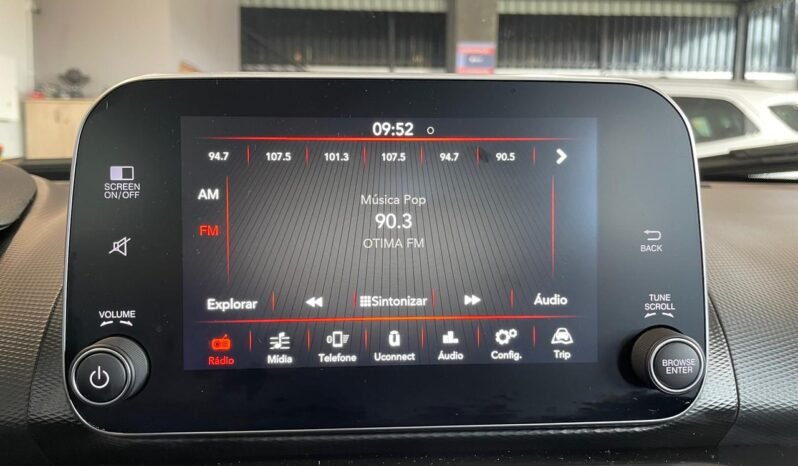 09:52
94.7 107.5 101.3 107.5 94.7 90.5
SCREEN
ON/OFF
AM
FM
Música Pop
90.3
OTIMA FM
BACK
Explorar Sintonizar Áudio
VOLUME
TUNE
SCROLL
Rádio Mídia Telefone Uconnect Áudio Config. Trip
BROWSE
ENTER